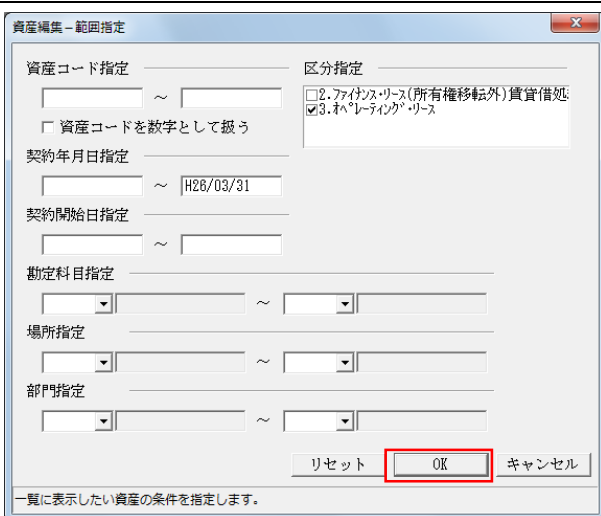 資産編集－範囲指定
資産コード指定
～
資産コードを数字として扱う
区分指定
2.ファイナンス・リース(所有権移転外)賃貸借処
3.オペレーティング・リース
契約年月日指定
～ H26/03/31
契約開始日指定
～
勘定科目指定
～
場所指定
～
部門指定
～
リセット OK キャンセル
一覧に表示したい資産の条件を指定します。